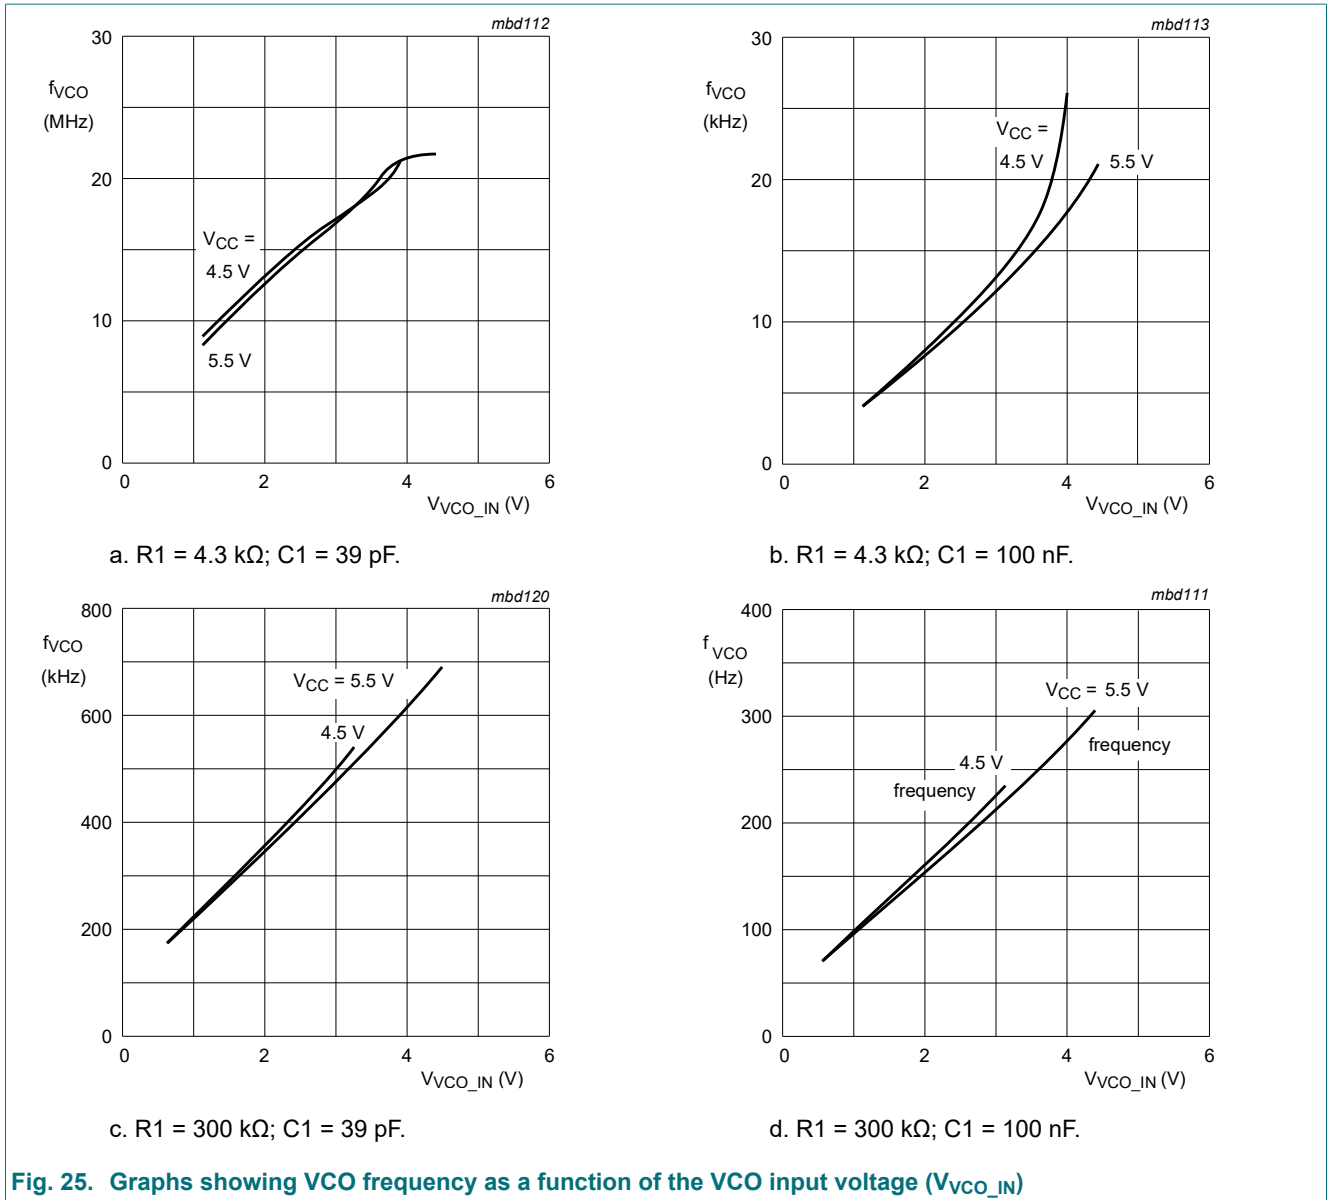 mbd112
30
fVCO
(MHz)
20
VCC =
4.5 V
10
5.5 V
0
0 2 4 6
VVCO_IN (V)
a. R1 = 4.3 kΩ; C1 = 39 pF.
mbd113
30
fVCO
(kHz)
VCC =
4.5 V
5.5 V
20
10
0
0 2 4 6
VVCO_IN (V)
b. R1 = 4.3 kΩ; C1 = 100 nF.
mbd120
800
fVCO
(kHz)
VCC = 5.5 V
600
4.5 V
400
200
0
0 2 4 6
VVCO_IN (V)
c. R1 = 300 kΩ; C1 = 39 pF.
mbd111
400
f VCO
(Hz)
VCC = 5.5 V
300
frequency
4.5 V
frequency
200
100
0
0 2 4 6
VVCO_IN (V)
d. R1 = 300 kΩ; C1 = 100 nF.
Fig. 25. Graphs showing VCO frequency as a function of the VCO input voltage (VVCO_IN)